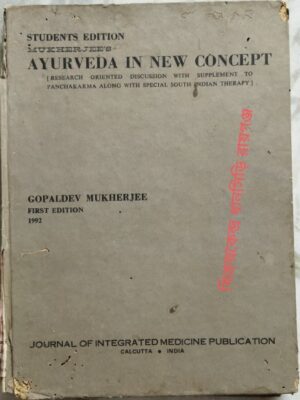 STUDENTS EDITION
MUKHERJEE'S
AYURVEDA IN NEW CONCEPT
[ RESEARCH ORIENTED DISCUSSION WITH SUPPLEMENT TO
PANCHAKARMA ALONG WITH SPECIAL SOUTH INDIAN THERAPY ]
GOPALDEV MUKHERJEE
FIRST EDITION
1992
JOURNAL OF INTEGRATED MEDICINE PUBLICATION
CALCUTTA • INDIA